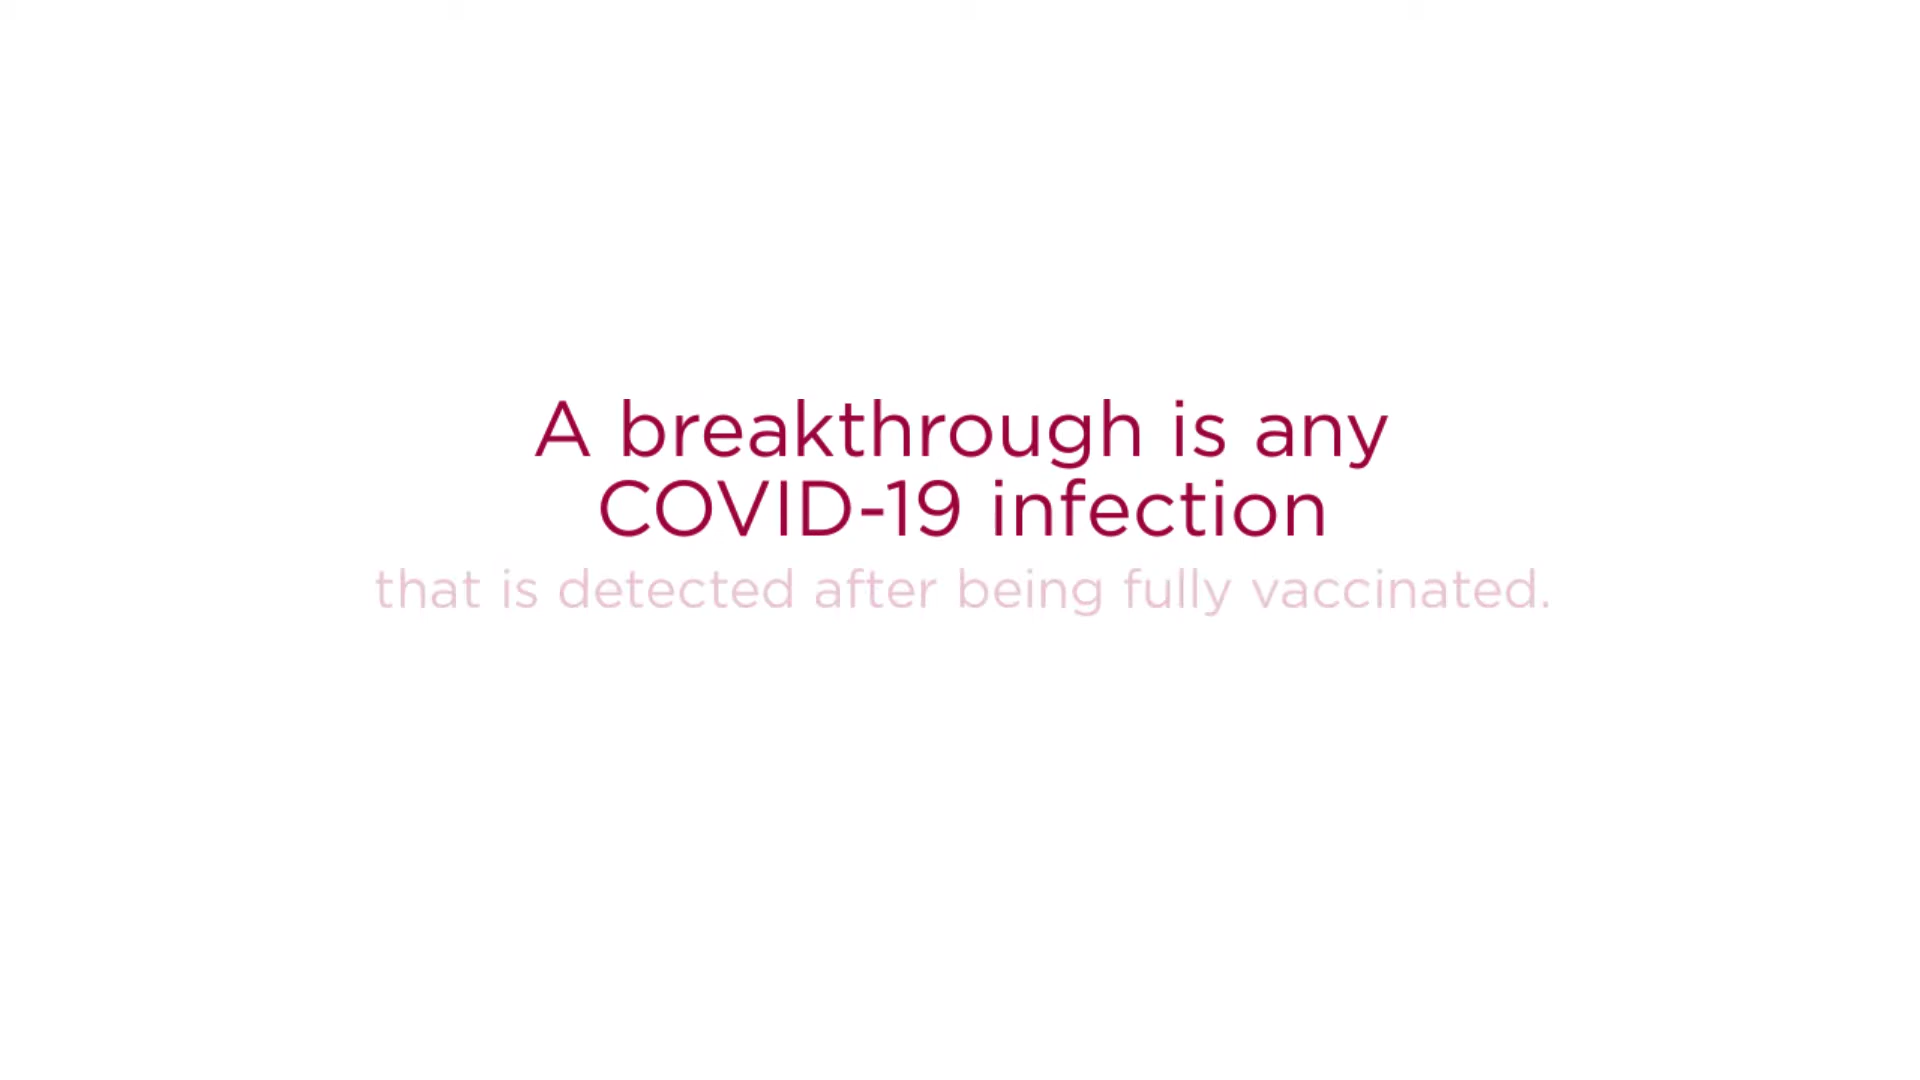 A breakthrough is any
COVID-19 infection
that is detected after being fully vaccinated.